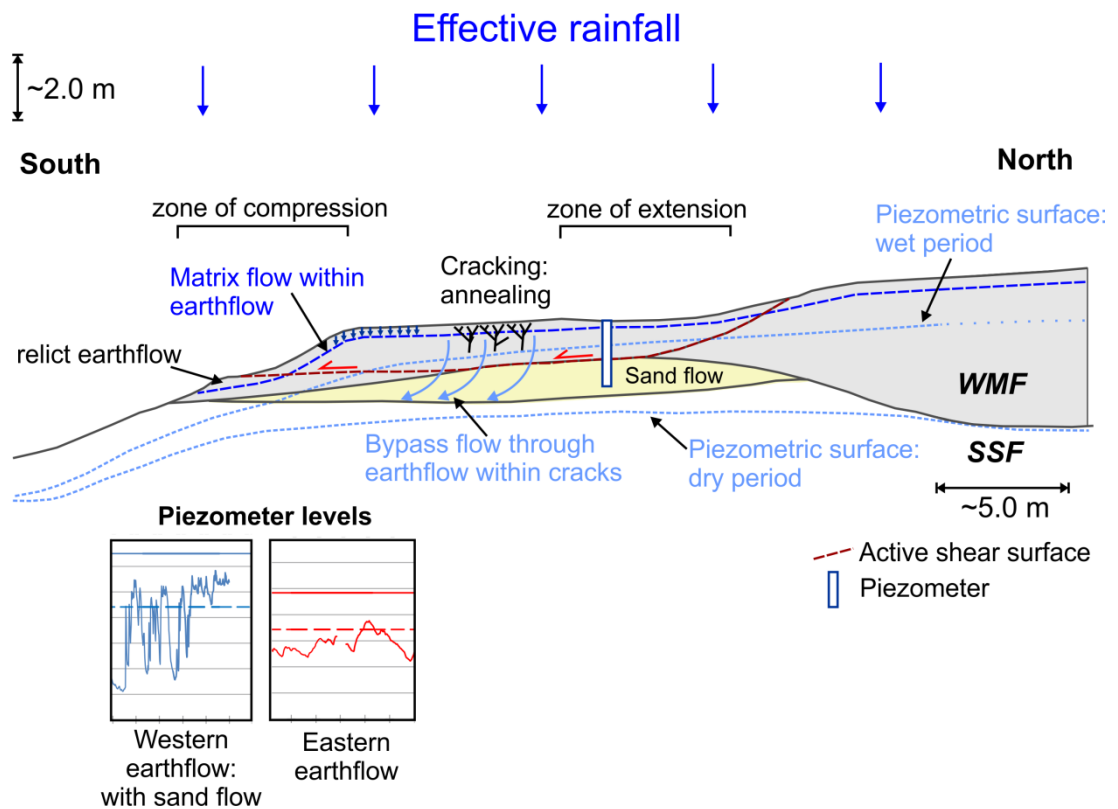 Effective rainfall
~2.0 m
South
North
zone of compression
zone of extension
Piezometric surface:
wet period
Matrix flow within
earthflow
Cracking:
annealing
relict earthflow
Sand flow
WMF
Bypass flow through
earthflow within cracks
Piezometric surface:
dry period
SSF
~5.0 m
Piezometer levels
Active shear surface
Piezometer
Western
earthflow:
with sand flow
Eastern
earthflow